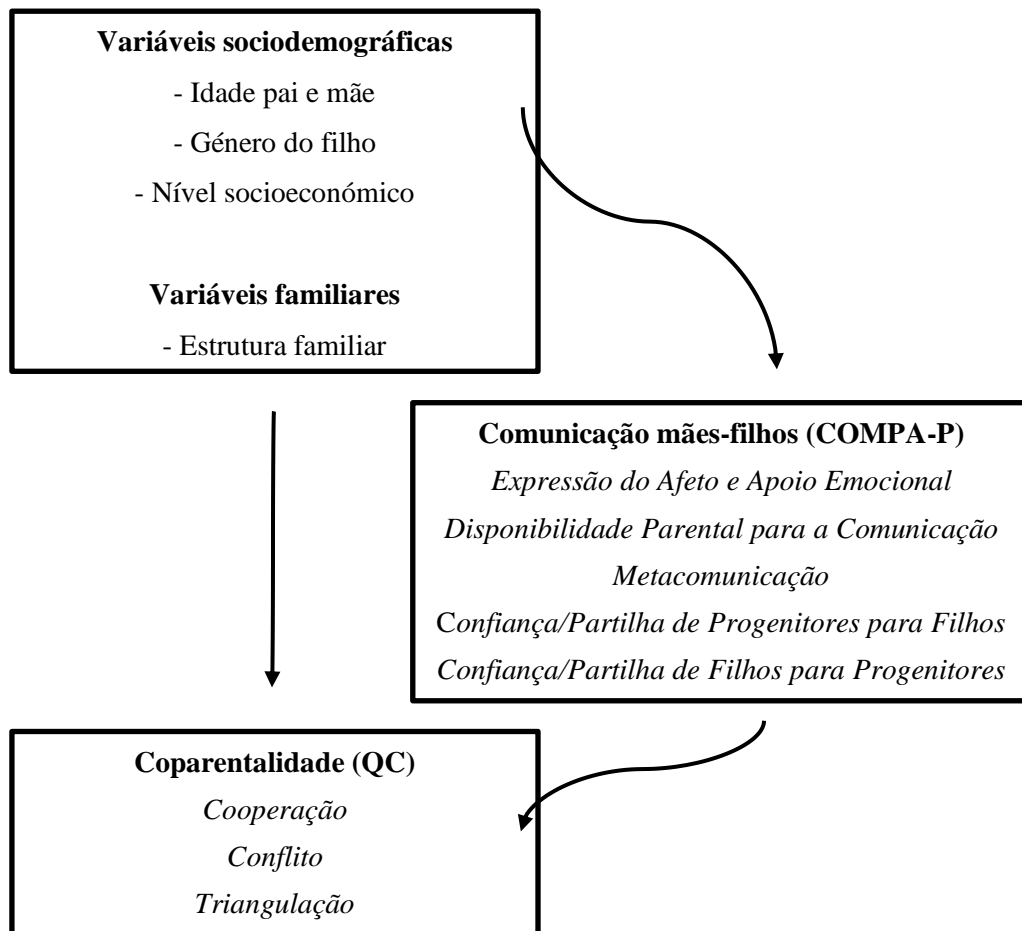 Variáveis sociodemográficas
- Idade pai e mãe
- Género do filho
- Nível socioeconómico
Variáveis familiares
- Estrutura familiar
Comunicação mães-filhos (COMPA-P)
Expressão do Afeto e Apoio Emocional
Disponibilidade Parental para a Comunicação
Metacomunicação
Confiança/Partilha de Progenitores para Filhos
Confiança/Partilha de Filhos para Progenitores
Coparentalidade (QC)
Cooperação
Conflito
Triangulação